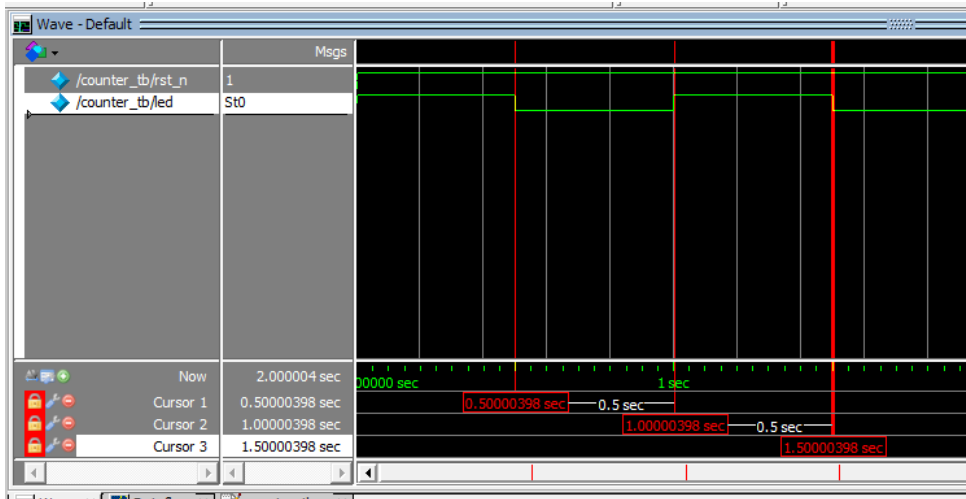 Wave - Default
Msgs
/counter_tb/rst_n 1
/counter_tb/led St0
Now 2.000004 sec
00000 sec 1 sec
Cursor 1 0.50000398 sec 0.50000398 sec 0.5 sec
Cursor 2 1.00000398 sec 1.00000398 sec 0.5 sec
Cursor 3 1.50000398 sec 1.50000398 sec